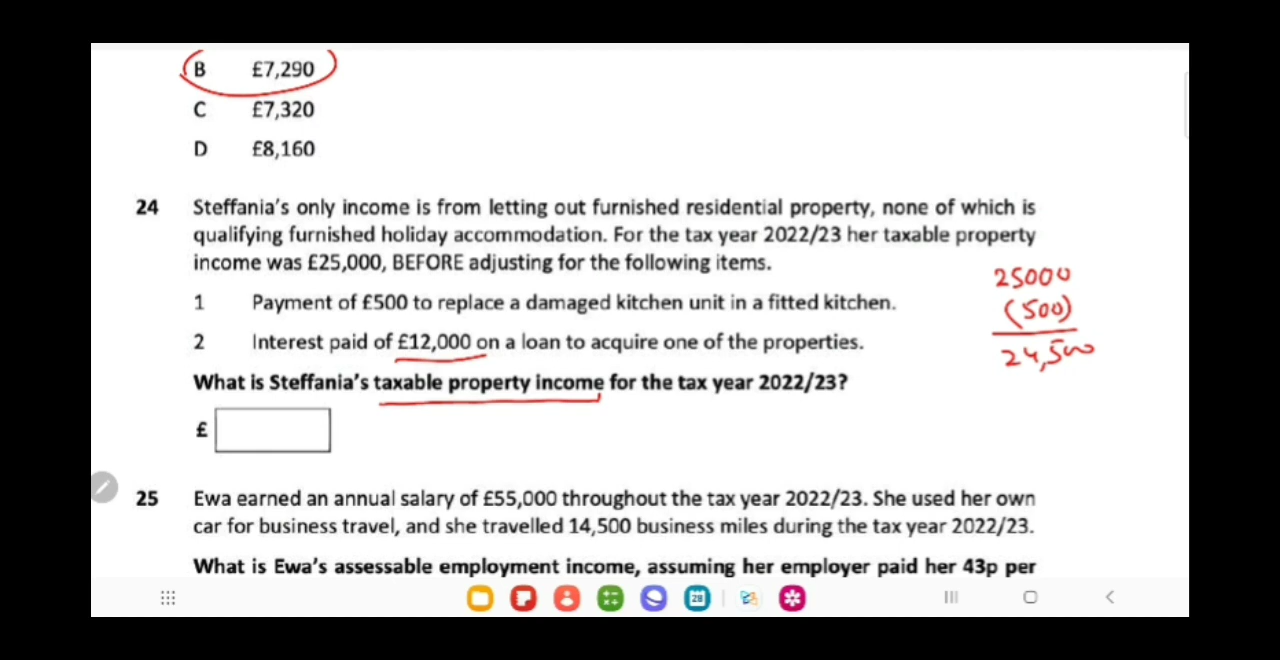 B £7,290
C £7,320
D £8,160
24 Steffania's only income is from letting out furnished residential property, none of which is
qualifying furnished holiday accommodation. For the tax year 2022/23 her taxable property
income was £25,000, BEFORE adjusting for the following items.
1 Payment of £500 to replace a damaged kitchen unit in a fitted kitchen.
2 Interest paid of £12,000 on a loan to acquire one of the properties.
What is Steffania's taxable property income for the tax year 2022/23?
£
25000
(500)
24,500
25 Ewa earned an annual salary of £55,000 throughout the tax year 2022/23. She used her own
car for business travel, and she travelled 14,500 business miles during the tax year 2022/23.
What is Ewa's assessable employment income, assuming her employer paid her 43p per
28